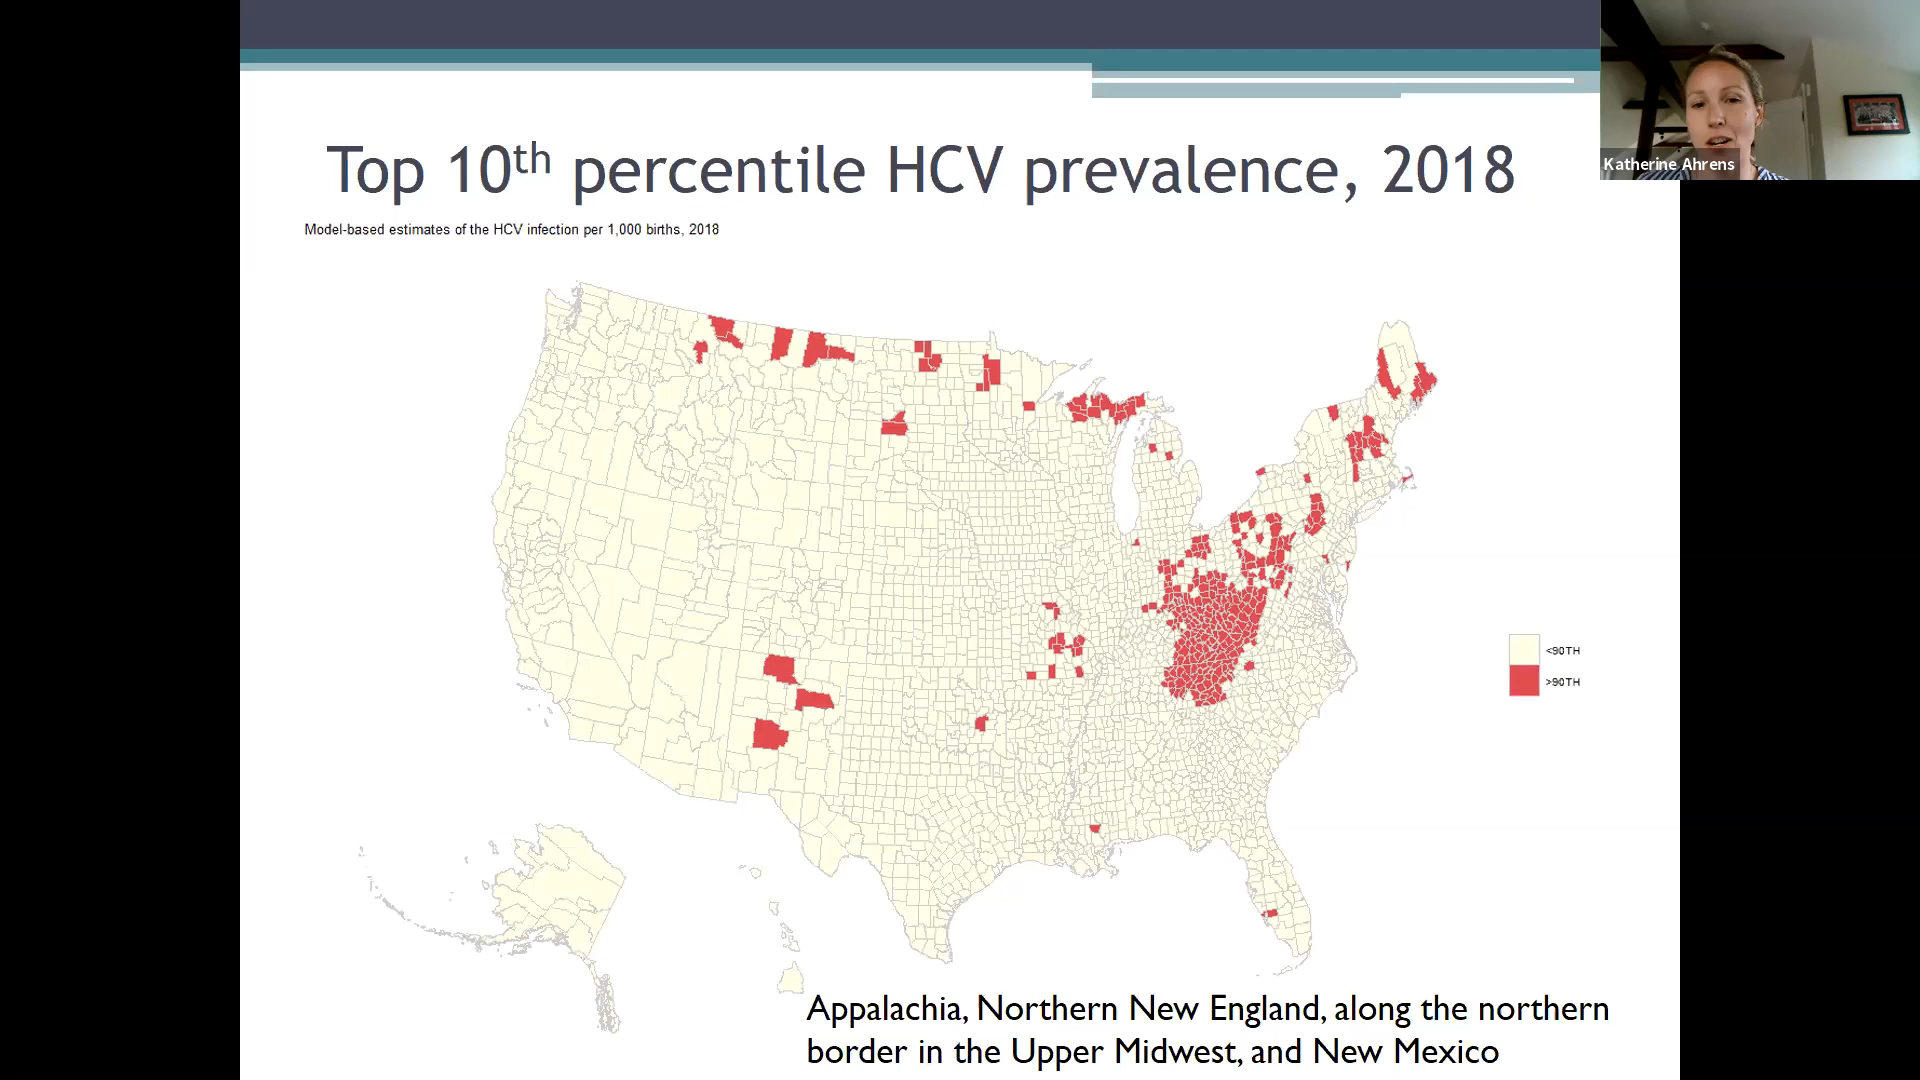 Top 10th percentile HCV prevalence, 2018
Katherine Ahrens
Model-based estimates of the HCV infection per 1,000 births, 2018
<90TH
>90TH
Appalachia, Northern New England, along the northern
border in the Upper Midwest, and New Mexico